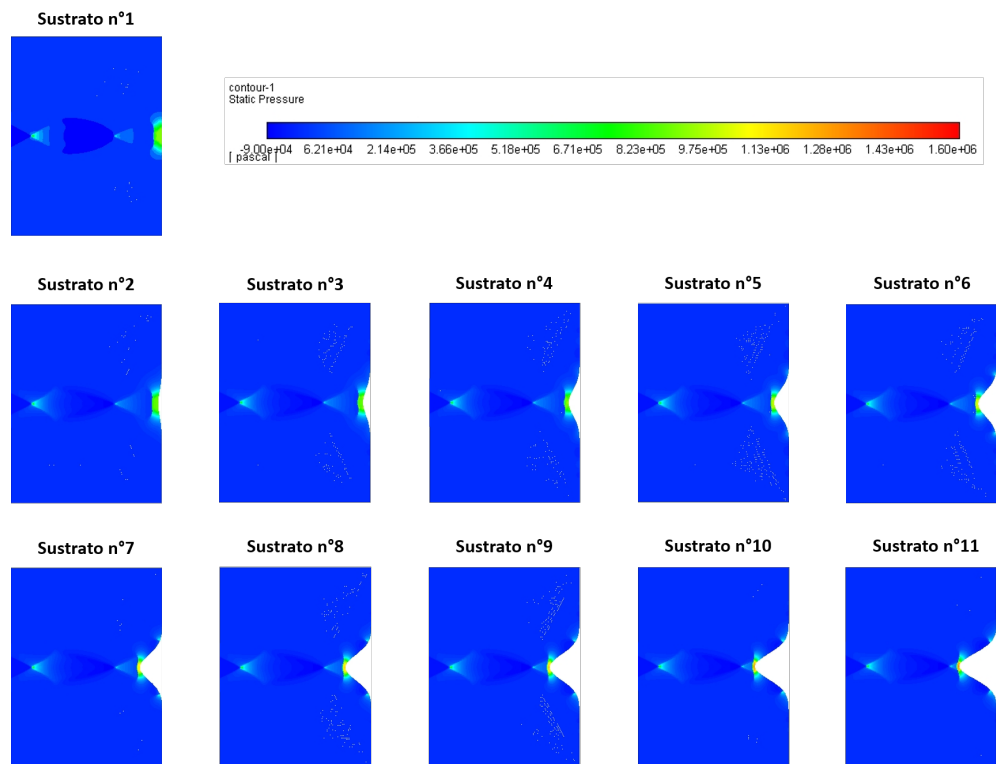 Sustrato n°1
contour-1
Static Pressure
-9.00e+04 6.21e+04 2.14e+05 3.66e+05 5.18e+05 6.71e+05 8.23e+05 9.75e+05 1.13e+06 1.28e+06 1.43e+06 1.60e+06
[ pascal ]
Sustrato n°2 Sustrato n°3 Sustrato n°4 Sustrato n°5 Sustrato n°6
Sustrato n°7 Sustrato n°8 Sustrato n°9 Sustrato n°10 Sustrato n°11